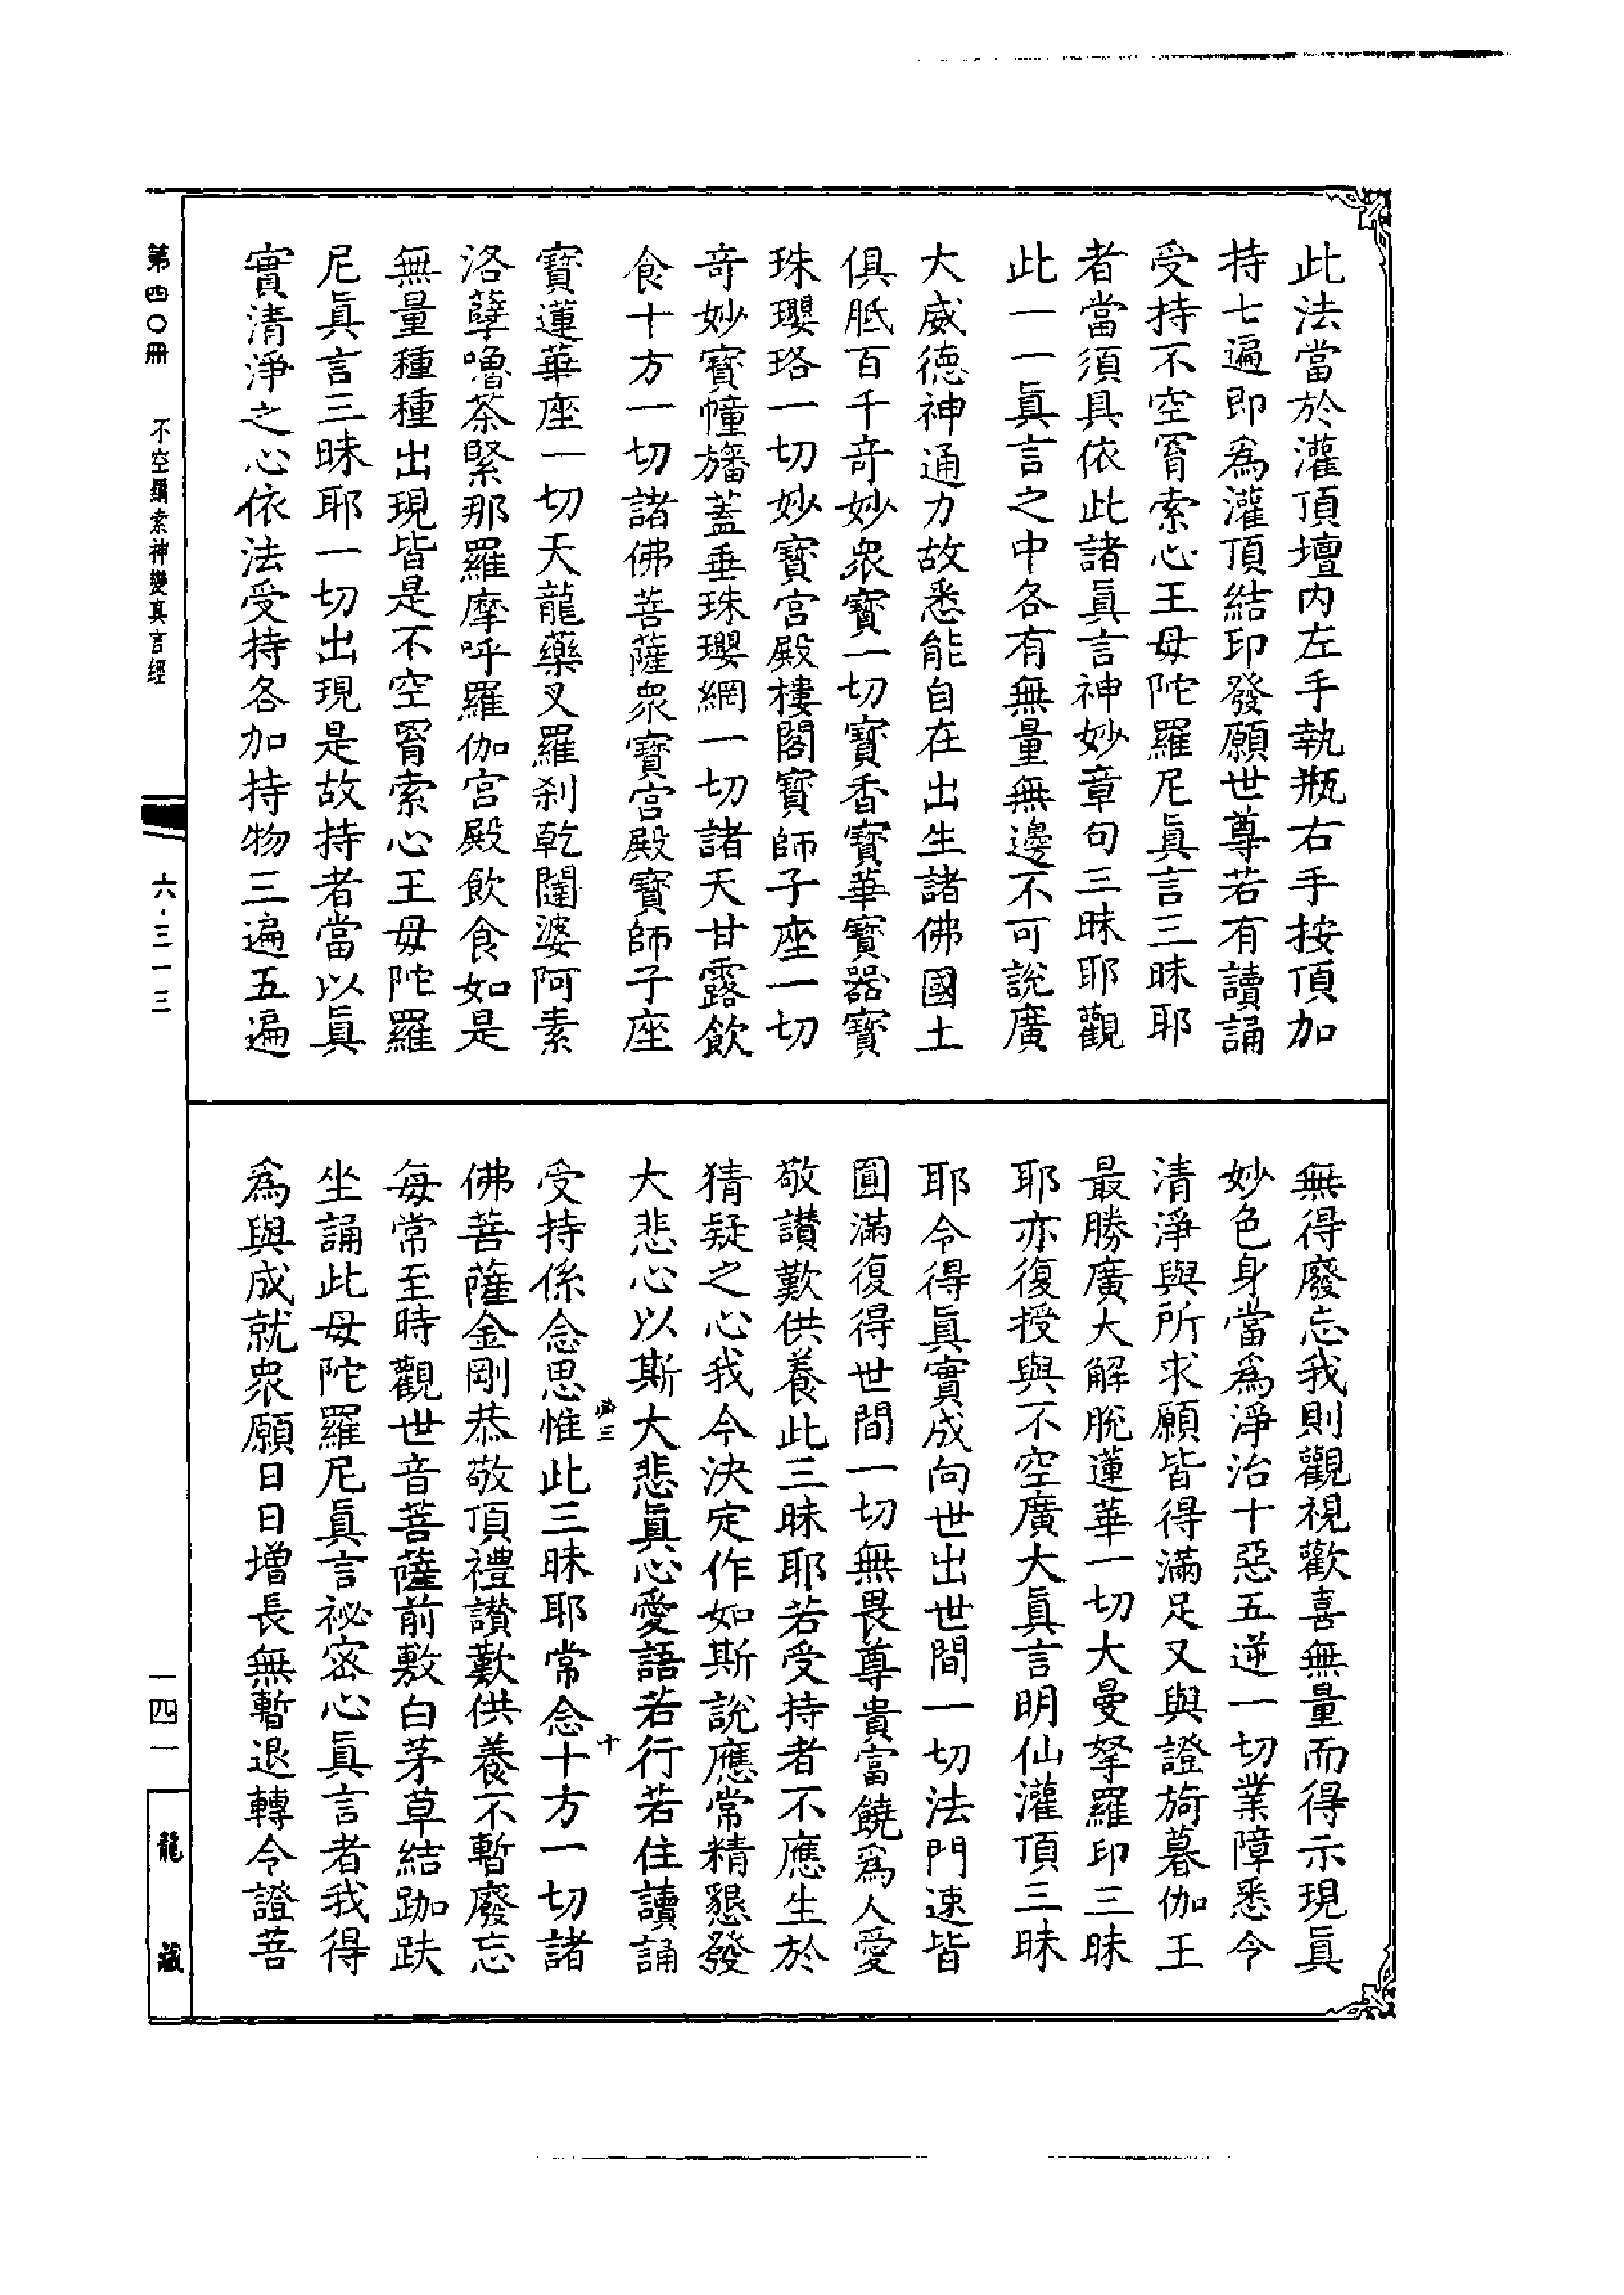 此法當於灌頂壇内左手執瓶右手按頂加
持七遍即爲灌頂結印發願世尊若有讀誦
受持不空罥索心王母陀羅尼眞言三昧耶
者當須具依此諸眞言神妙章句三昧耶觀
此一一眞言之中各有無量無邊不可說廣
大威德神通力故悉能自在出生諸佛國土
俱胝百千竒妙衆寶一切寶香寶華寶器寶
珠瓔珞一切妙寶宫殿樓閣寶師子座一切
竒妙寶幢旛蓋垂珠瓔網一切諸天甘露飲
食十方一切諸佛菩薩衆寶宫殿寶師子座
寶蓮華座一切天龍藥叉羅刹乾闥婆阿素
洛孽嚕茶緊那羅摩呼羅伽宫殿飲食如是
無量種種出現皆是不空罥索心王母陀羅
尼眞言三昧耶一切出現是故持者當以眞
實清淨之心依法受持各加持物三遍五遍
無得廢忘我則觀視歡喜無量而得示現眞
妙色身當爲淨治十惡五逆一切業障悉令
清淨與所求願皆得滿足又與證旖暮伽王
最勝廣大解脫蓮華一切大曼拏羅印三昧
耶亦復授與不空廣大眞言明仙灌頂三昧
耶令得眞實成向世出世間一切法門速皆
圓滿復得世間一切無畏尊貴富饒爲人愛
敬讃歎供養此三昧耶若受持者不應生於
猜疑之心我今決定作如斯說應常精懇發
大悲心以斯大悲眞心愛語若行若住讀誦
三
十
受持係念思惟此三昧耶常念十方一切諸
佛菩薩金剛恭敬頂禮讃歎供養不暫廢忘
每常至時觀世音菩薩前敷白茅草結跏趺
坐誦此母陀羅尼眞言祕密心眞言者我得
爲與成就衆願日日增長無暫退轉令證菩
第四〇冊
不空羂索神變真言經
六·三一三
一四一
龍藏